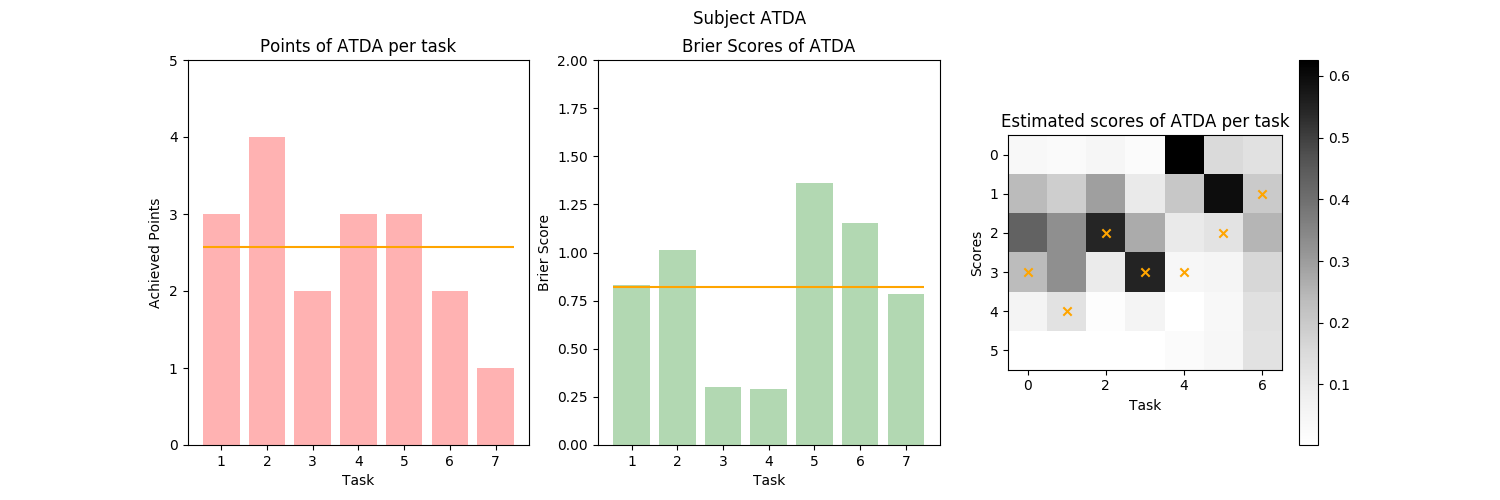 Subject ATDA
Points of ATDA per task
Achieved Points
5
4
3
2
1
0
1 2 3 4 5 6 7
Task
Brier Scores of ATDA
Brier Score
2.00
1.75
1.50
1.25
1.00
0.75
0.50
0.25
0.00
1 2 3 4 5 6 7
Task
Estimated scores of ATDA per task
Scores
0
1
2
3
4
5
0 2 4 6
Task
0.6
0.5
0.4
0.3
0.2
0.1